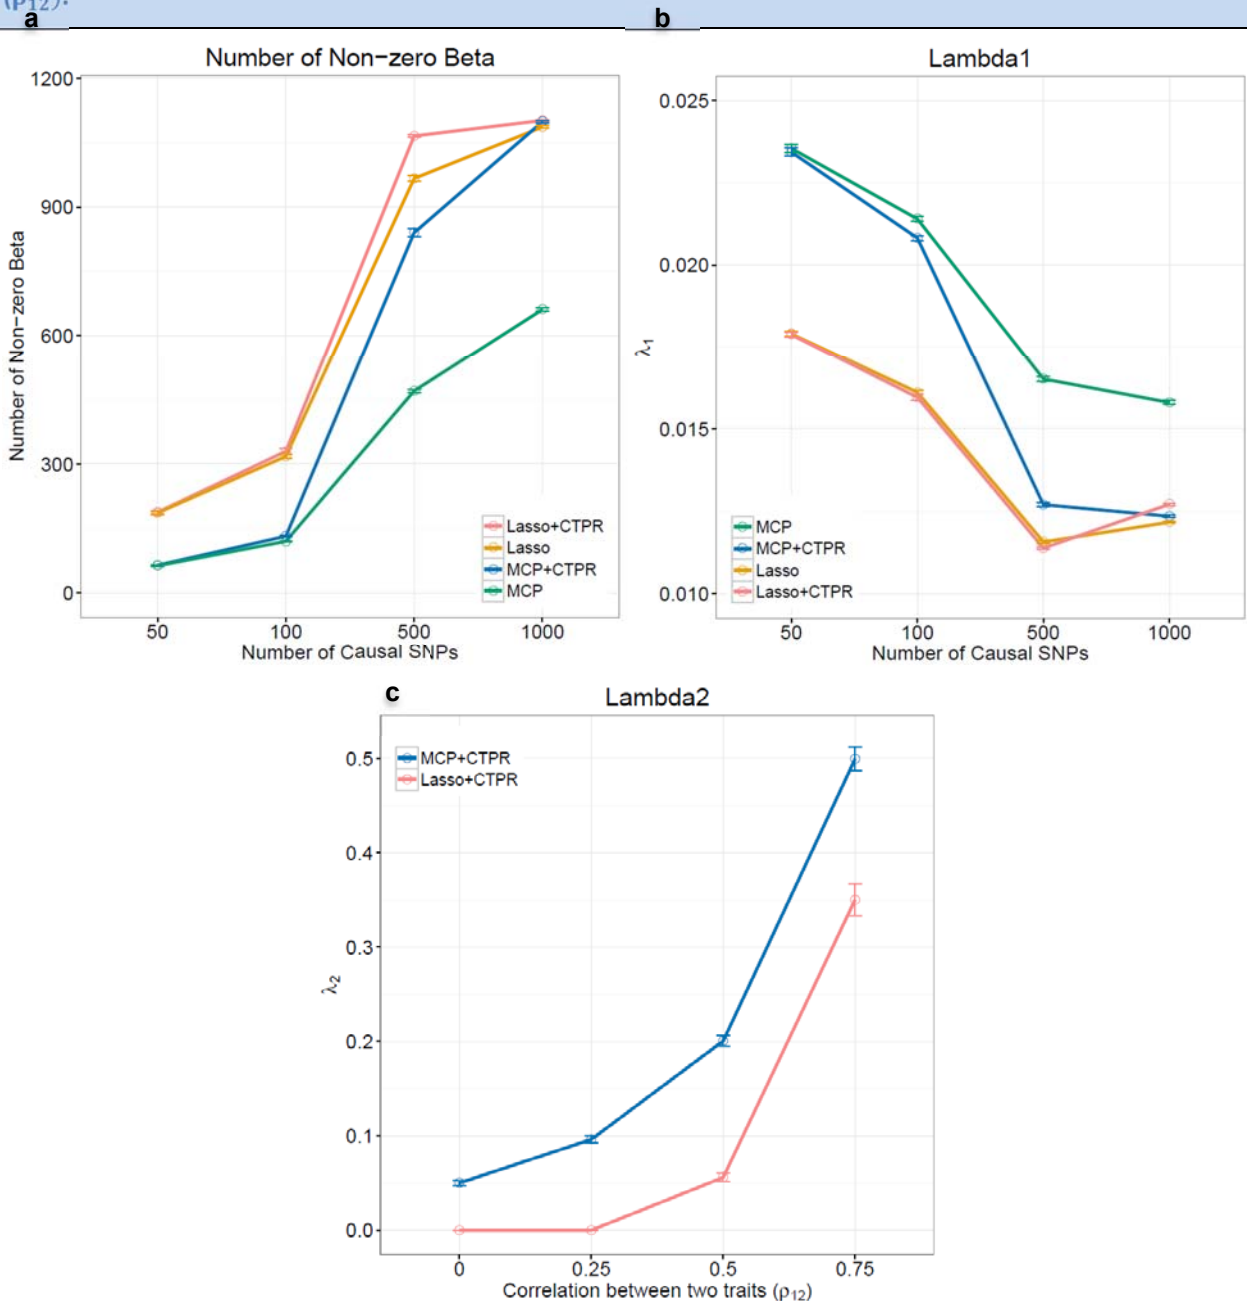 (ρ12).
a
b
Number of Non-zero Beta
1200
900
600
300
0
Number of Non-zero Beta
Lasso+CTPR
Lasso
MCP+CTPR
MCP
50 100 500 1000
Number of Causal SNPs
Lambda1
0.025
0.020
0.015
0.010
λ1
MCP
MCP+CTPR
Lasso
Lasso+CTPR
50 100 500 1000
Number of Causal SNPs
c
Lambda2
0.5
0.4
0.3
0.2
0.1
0.0
λ2
MCP+CTPR
Lasso+CTPR
0 0.25 0.5 0.75
Correlation between two traits (ρ12)